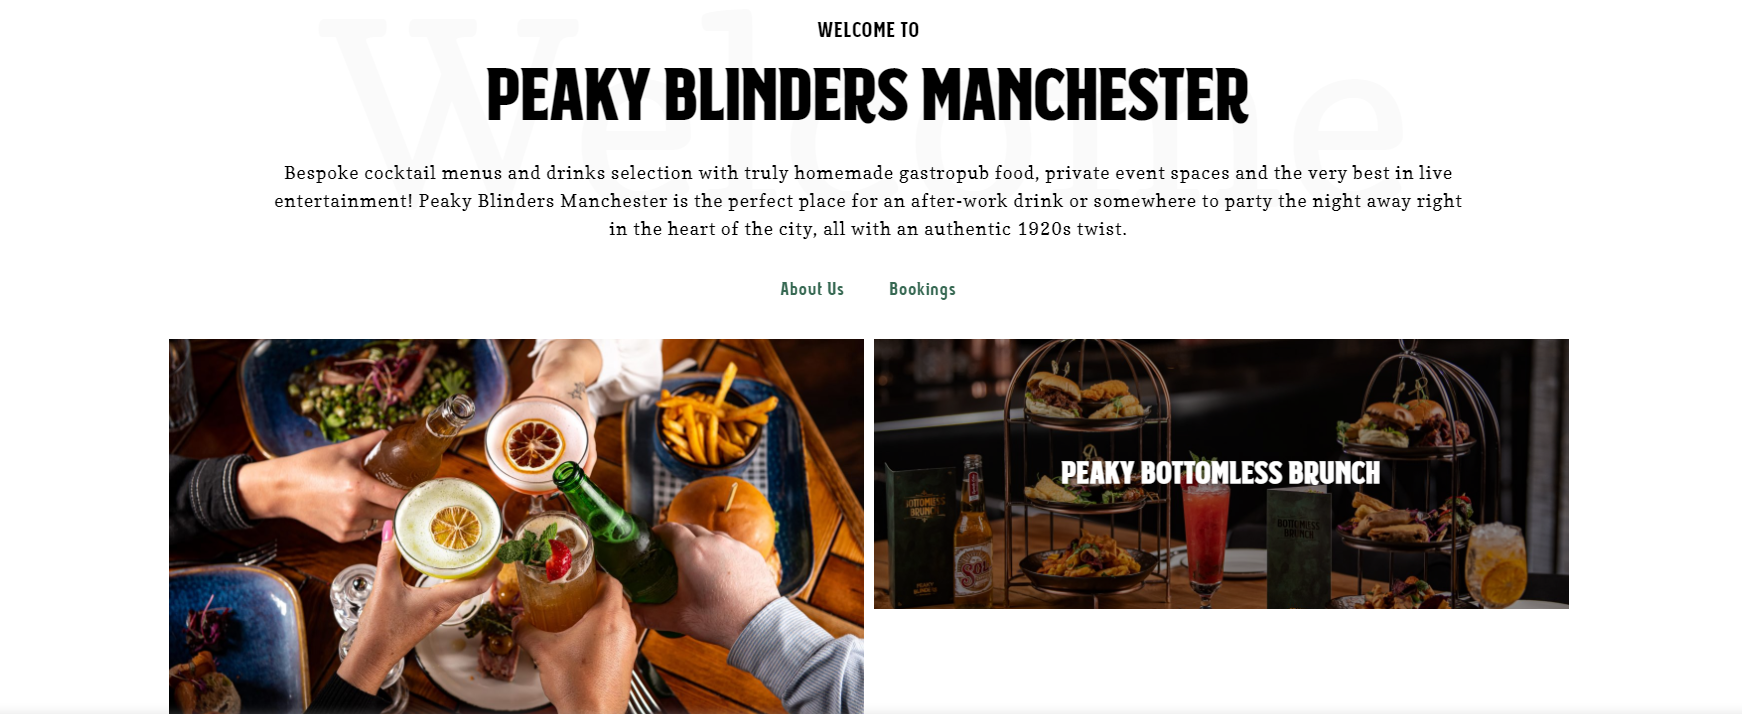 Welcome
WELCOME TO
PEAKY BLINDERS MANCHESTER
Bespoke cocktail menus and drinks selection with truly homemade gastropub food, private event spaces and the very best in live
entertainment! Peaky Blinders Manchester is the perfect place for an after-work drink or somewhere to party the night away right
in the heart of the city, all with an authentic 1920s twist.
About Us Bookings
PEAKY BOTTOMLESS BRUNCH
BOTTOMLESS
BRUNCH
SOL
PEAKY
BLINDERS
BOTTOMLESS
BRUNCH